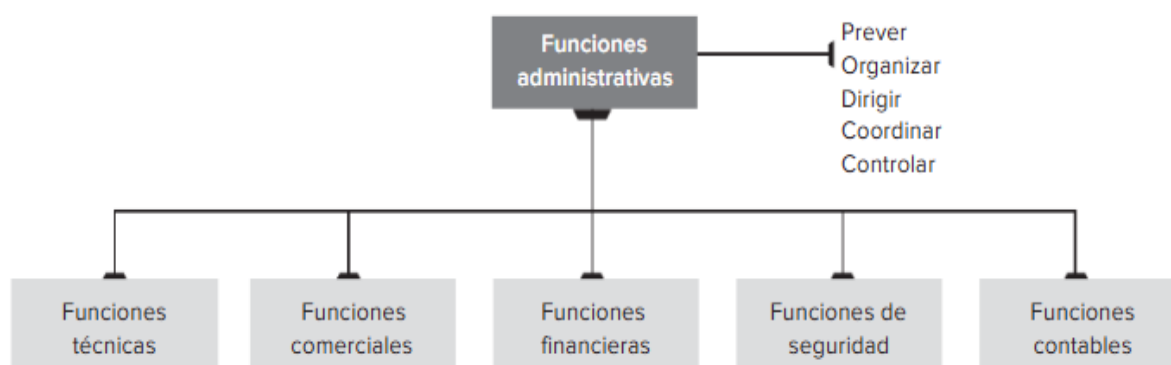 Funciones
administrativas
Prever
Organizar
Dirigir
Coordinar
Controlar
Funciones
técnicas
Funciones
comerciales
Funciones
financieras
Funciones de
seguridad
Funciones
contables